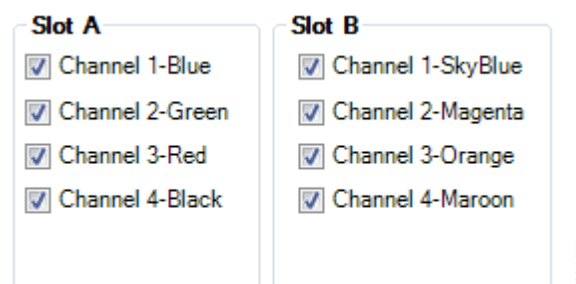 Slot A
Channel 1-Blue
Channel 2-Green
Channel 3-Red
Channel 4-Black
Slot B
Channel 1-SkyBlue
Channel 2-Magenta
Channel 3-Orange
Channel 4-Maroon